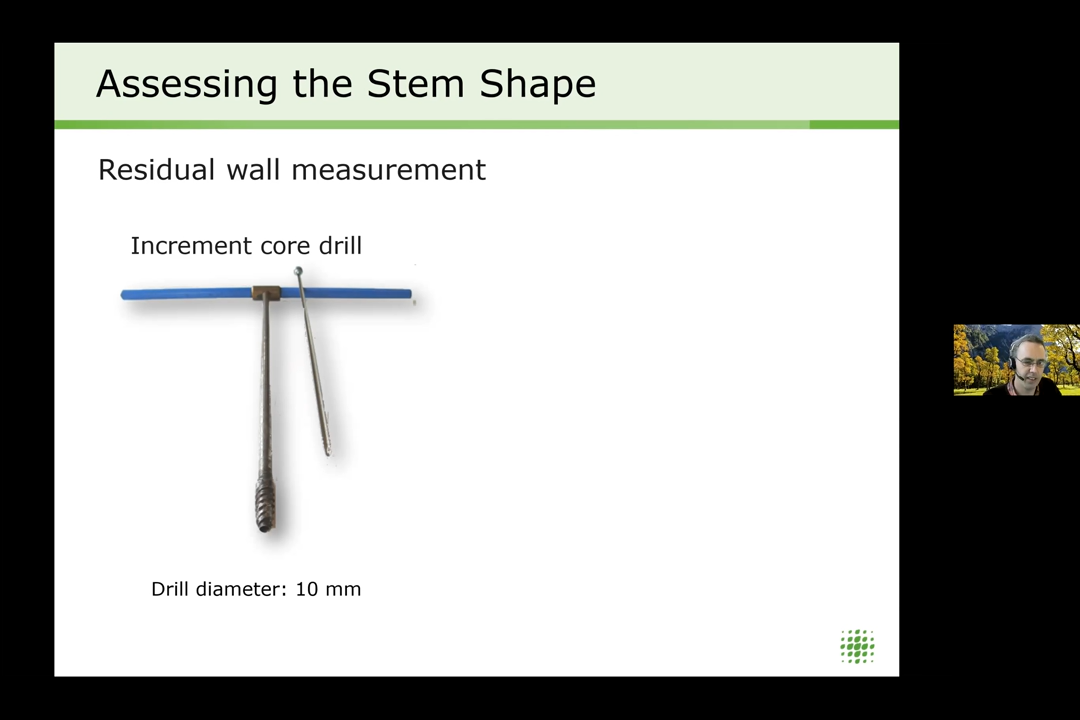 Assessing the Stem Shape
Residual wall measurement
Increment core drill
Drill diameter: 10 mm